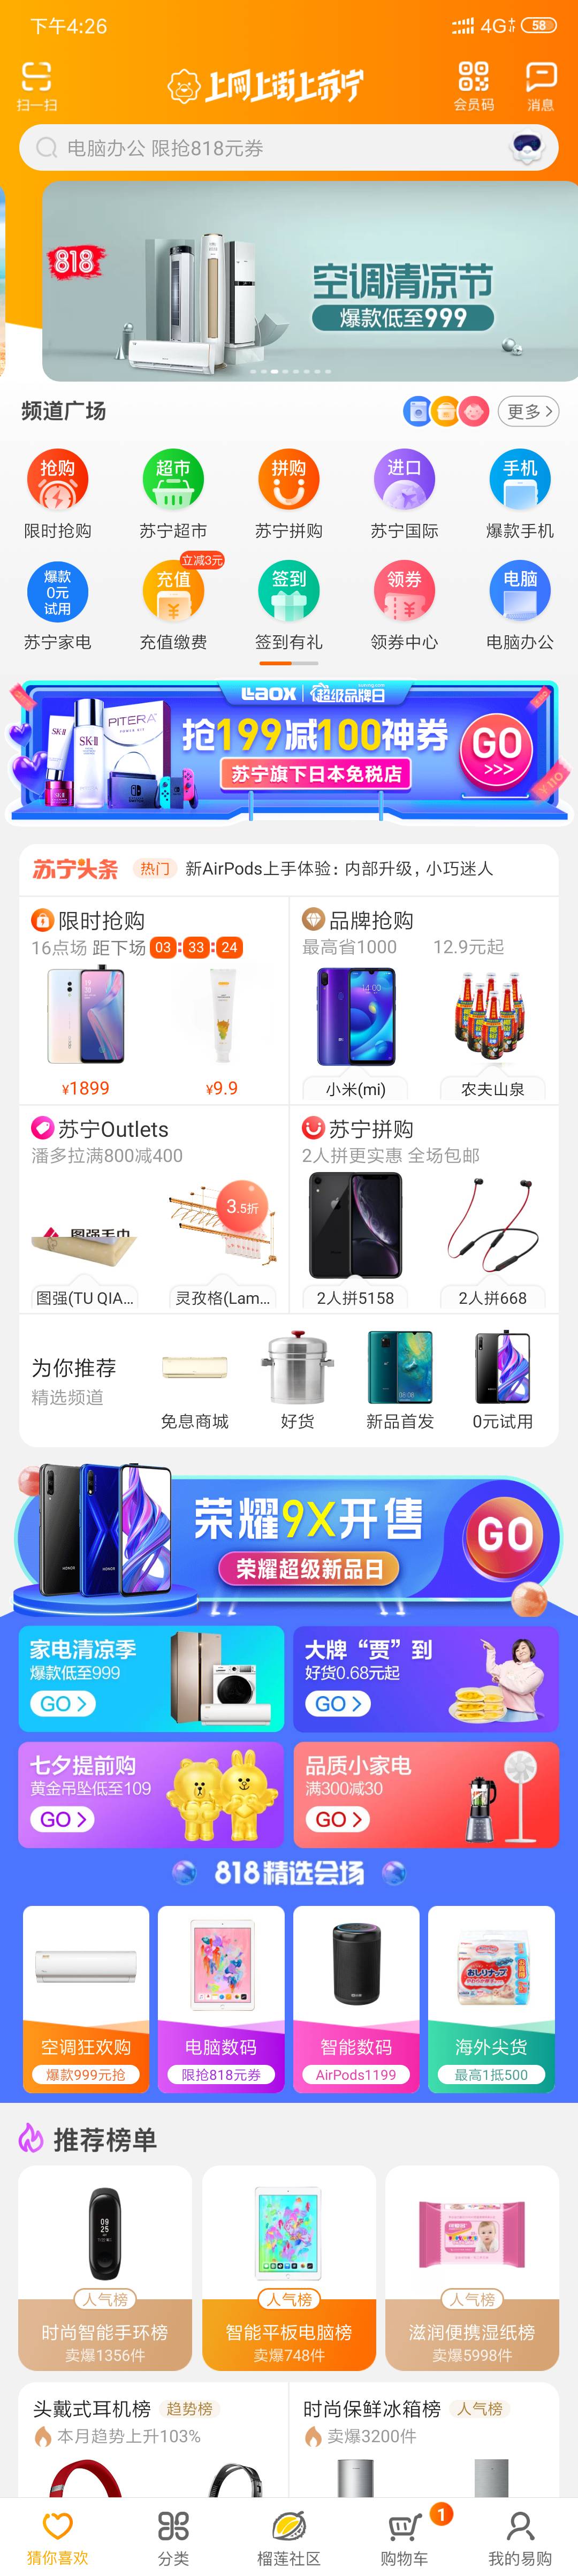 下午4:26
4G+
58
扫一扫
上网上街上苏宁
会员码
消息
电脑办公 限抢818元券
818
空调清凉节
爆款低至999
频道广场
更多
抢购
超市
拼购
进口
手机
限时抢购
苏宁超市
苏宁拼购
苏宁国际
爆款手机
立减3元
爆款
0元
试用
充值
签到
领券
电脑
苏宁家电
充值缴费
签到有礼
领券中心
电脑办公
LAOX 超级品牌日
PITERA
SK-II
SK-II
抢199减100神券
GO
>>>
苏宁旗下日本免税店
苏宁头条
热门
新AirPods上手体验：内部升级，小巧迷人
限时抢购
品牌抢购
16点场 距下场 03:33:24
最高省1000
12.9元起
¥1899
¥9.9
小米(mi)
农夫山泉
苏宁Outlets
苏宁拼购
潘多拉满800减400
2人拼更实惠 全场包邮
3.5折
图强毛巾
图强(TU QIA...
灵孜格(Lam...
2人拼5158
2人拼668
为你推荐
精选频道
免息商城
好货
新品首发
0元试用
荣耀9X开售
GO
荣耀超级新品日
HONOR
HONOR
家电清凉季
爆款低至999
GO >
大牌“贾”到
好货0.68元起
GO >
七夕提前购
黄金吊坠低至109
GO >
品质小家电
满300减30
GO >
818精选会场
空调狂欢购
电脑数码
智能数码
海外尖货
爆款999元抢
限抢818元券
AirPods1199
最高1抵500
推荐榜单
09
25
人气榜
人气榜
人气榜
时尚智能手环榜
智能平板电脑榜
滋润便携湿纸榜
卖爆1356件
卖爆748件
卖爆5998件
头戴式耳机榜
趋势榜
时尚保鲜冰箱榜
人气榜
本月趋势上升103%
卖爆3200件
1
猜你喜欢
分类
榴莲社区
购物车
我的易购